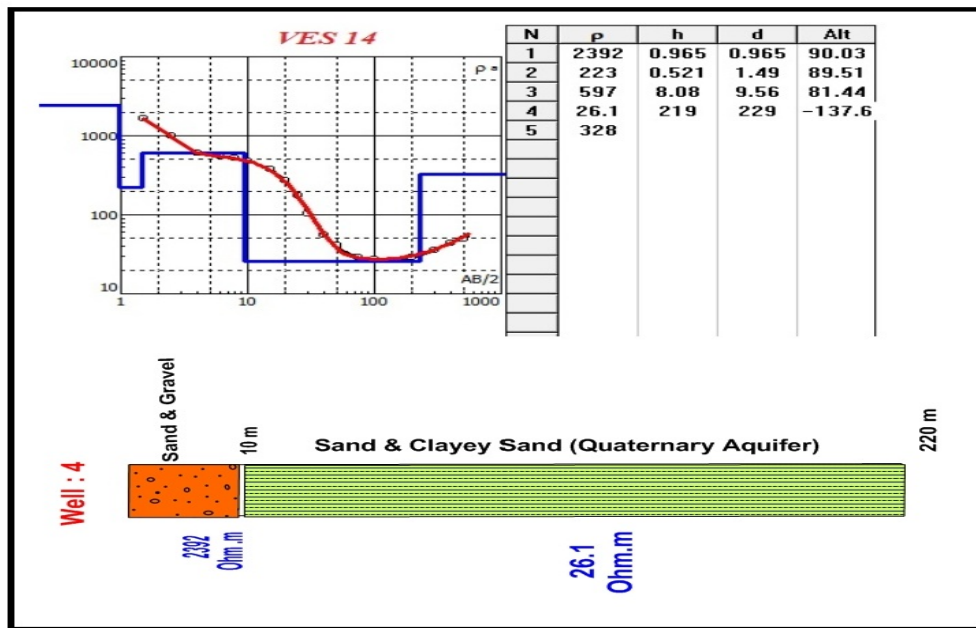 VES 14
10000
1000
100
10
ρ a
AB/2
1
10
100
1000
N ρ h d Alt
1 2392 0.965 0.965 90.03
2 223 0.521 1.49 89.51
3 597 8.08 9.56 81.44
4 26.1 219 229 -137.6
5 328
Well : 4
Sand & Gravel
10 m
Sand & Clayey Sand (Quaternary Aquifer)
220 m
2392
Ohm .m
26.1
Ohm.m